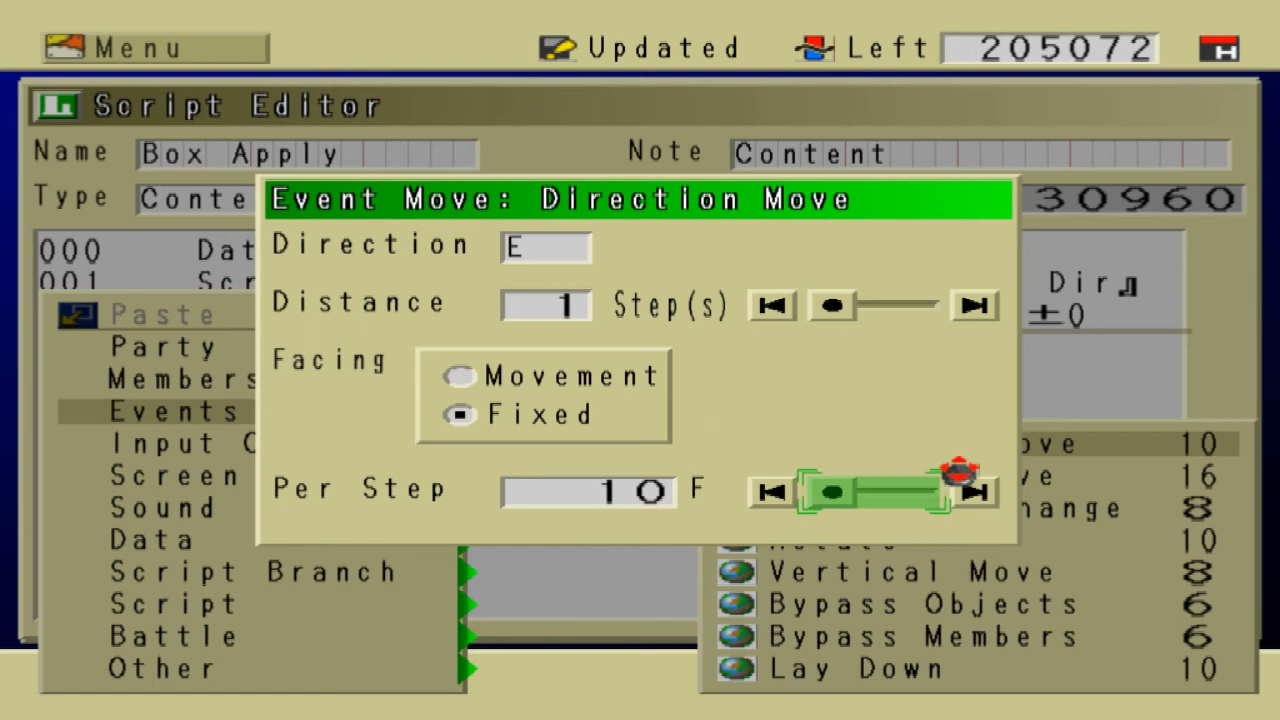 Menu
Updated
Left 205072
Script Editor
Name Box Apply
Note Content
Type Conte
30960
000 Dat
001 Scr
Dir
±0
Event Move: Direction Move
Direction E
Distance 1 Step(s)
Facing
Movement
Fixed
Per Step 10 F
Paste
Party
Members
Events
Input C
Screen
Sound
Data
Script Branch
Script
Battle
Other
ove 10
ve 16
hange 8
Rotate 10
Vertical Move 8
Bypass Objects 6
Bypass Members 6
Lay Down 10